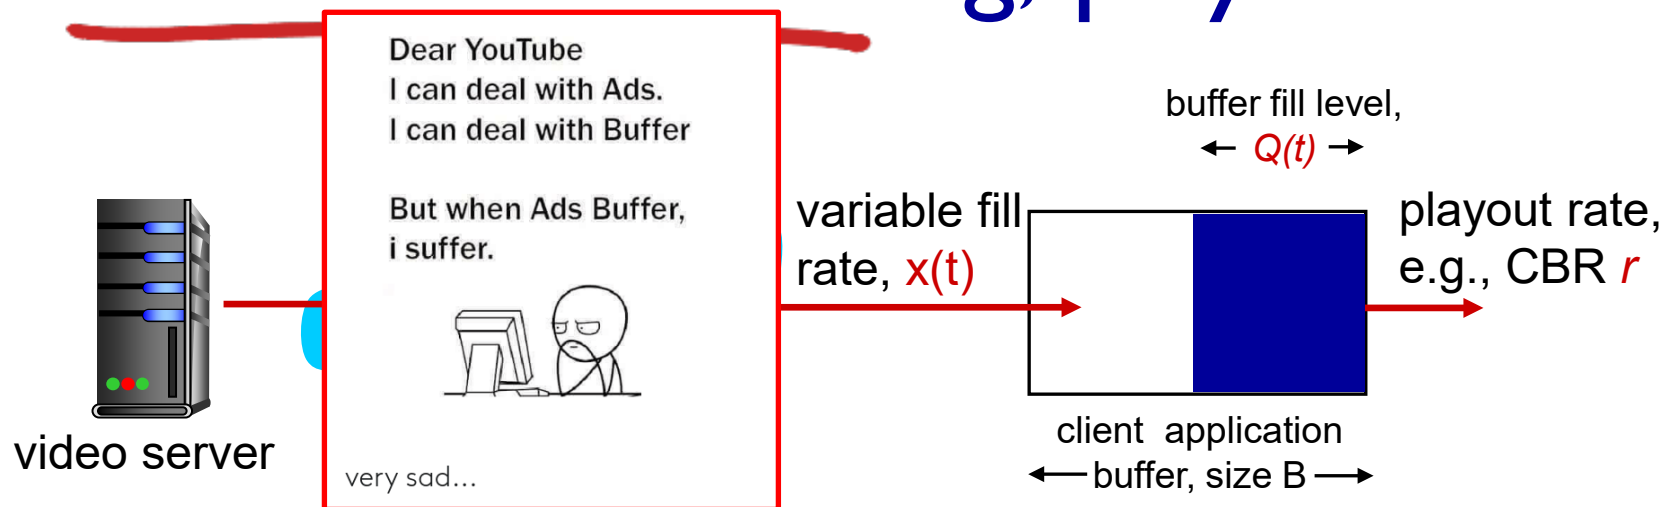 Dear YouTube
I can deal with Ads.
I can deal with Buffer
But when Ads Buffer,
i suffer.
very sad...
video server
variable fill
rate, x(t)
buffer fill level,
Q(t)
client application
buffer, size B
playout rate,
e.g., CBR r